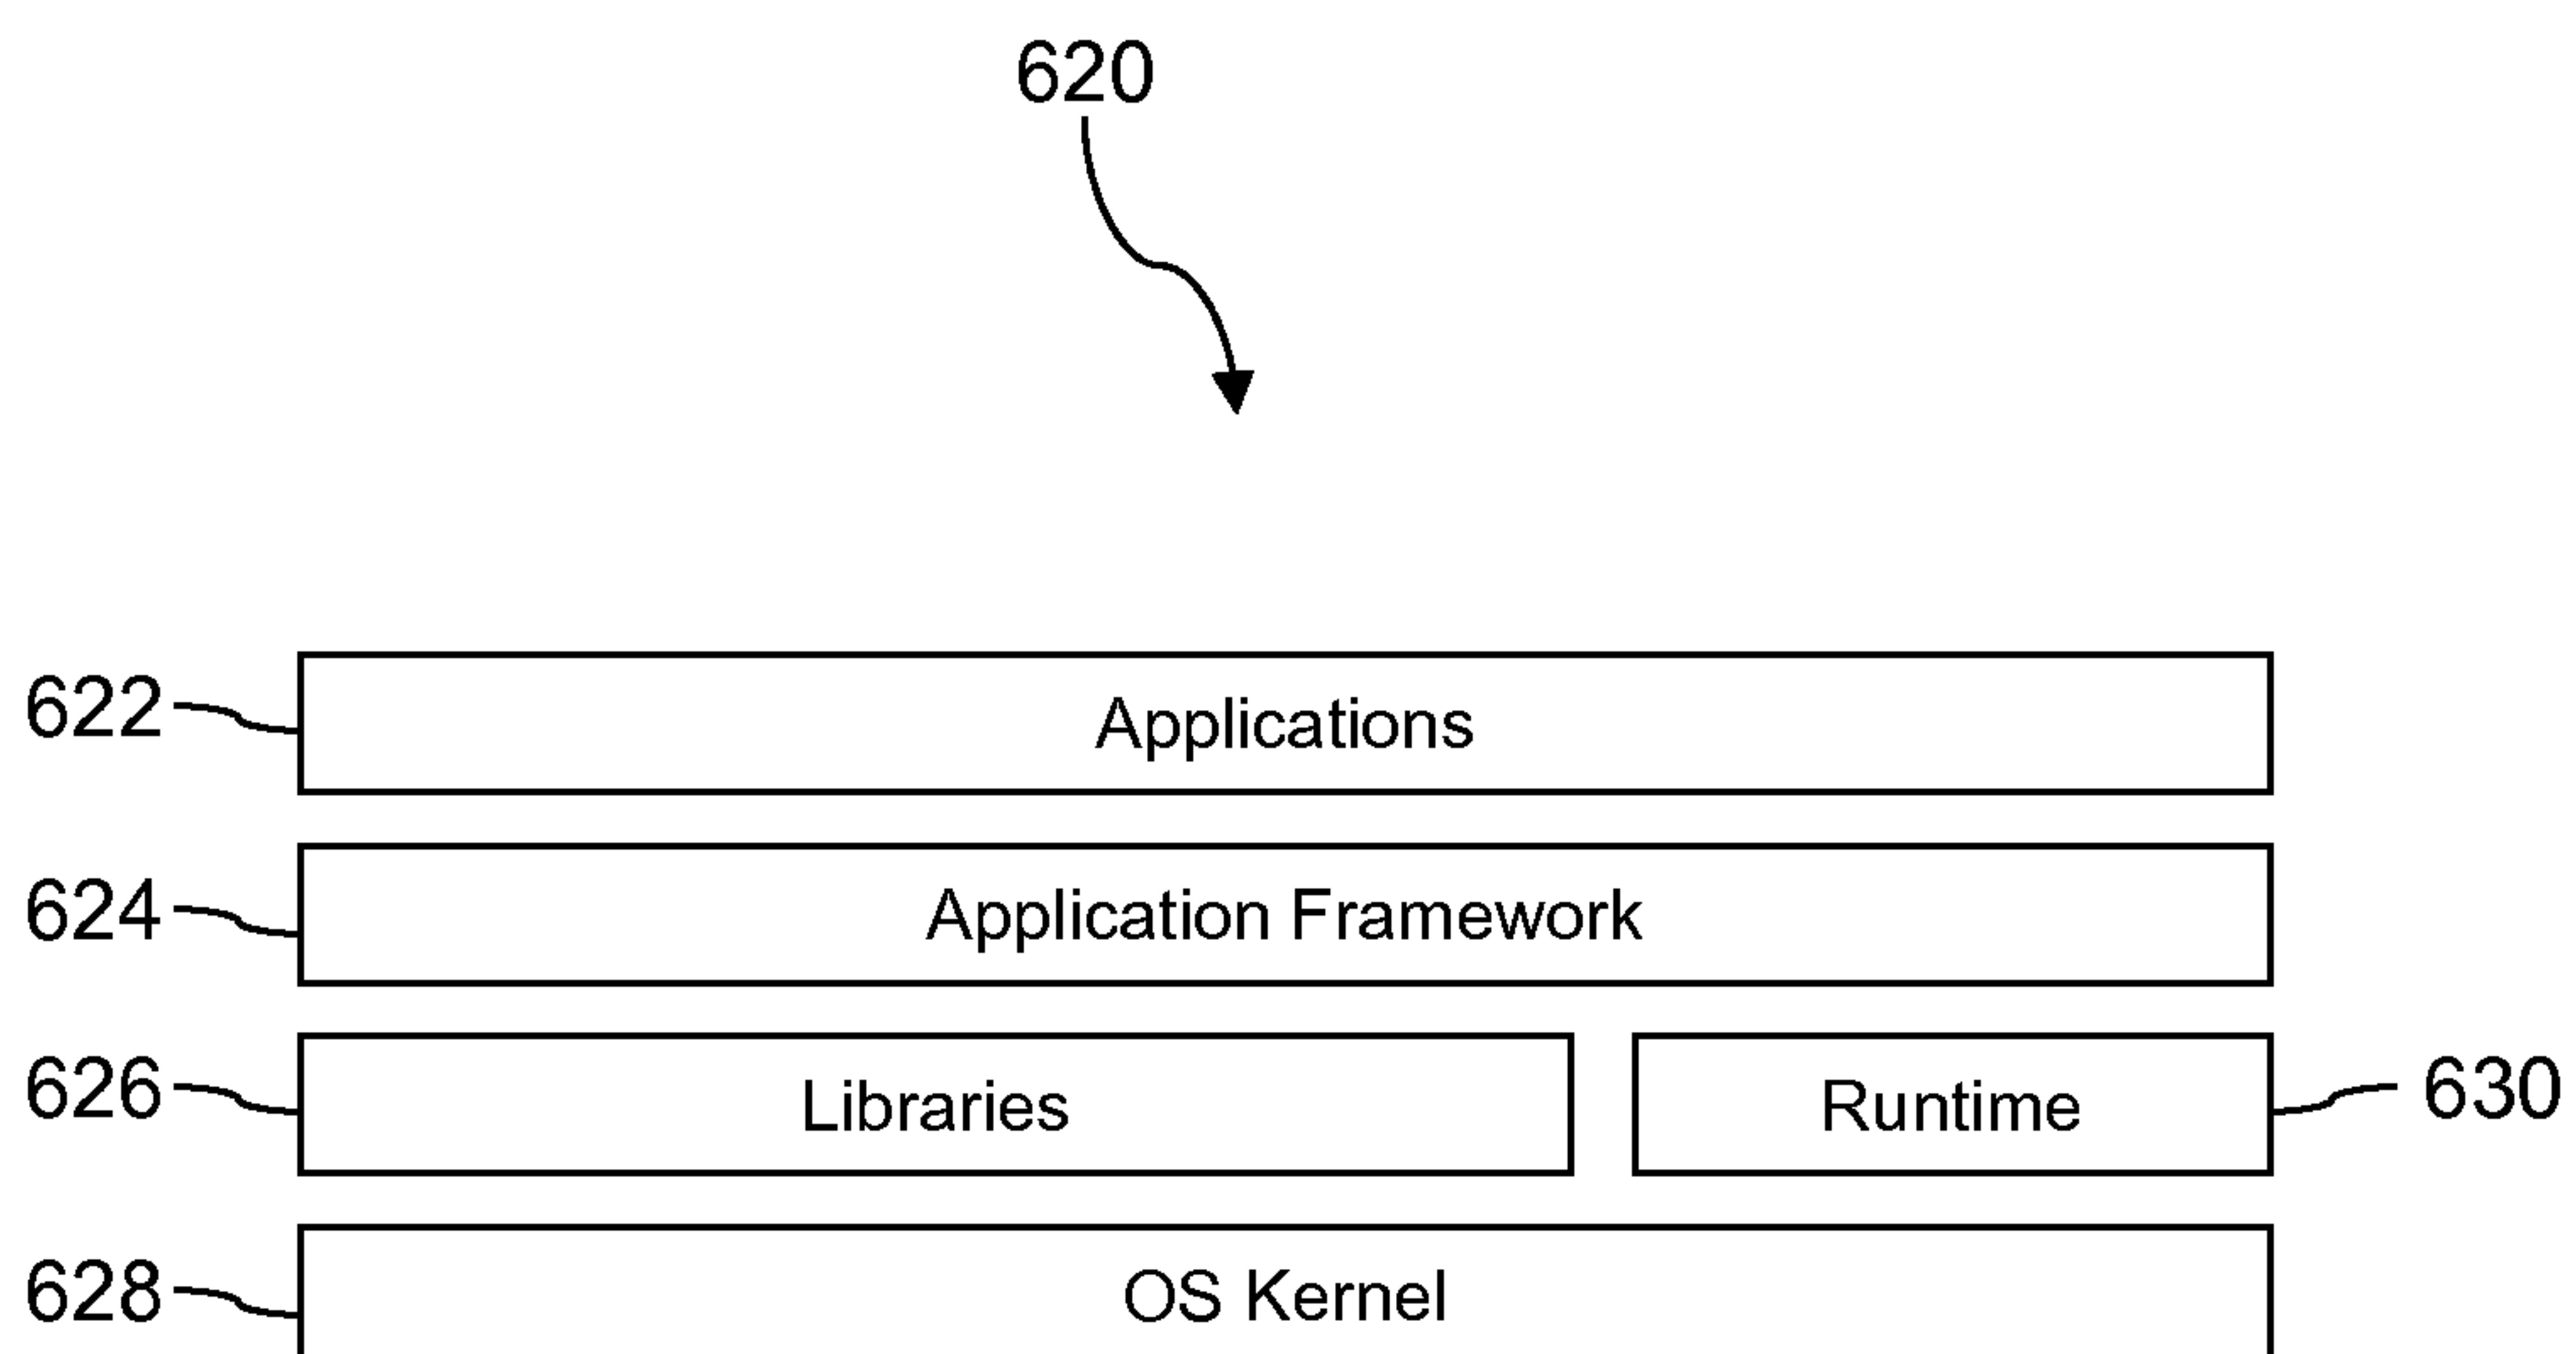 620
622 Applications
624 Application Framework
626 Libraries Runtime 630
628 OS Kernel